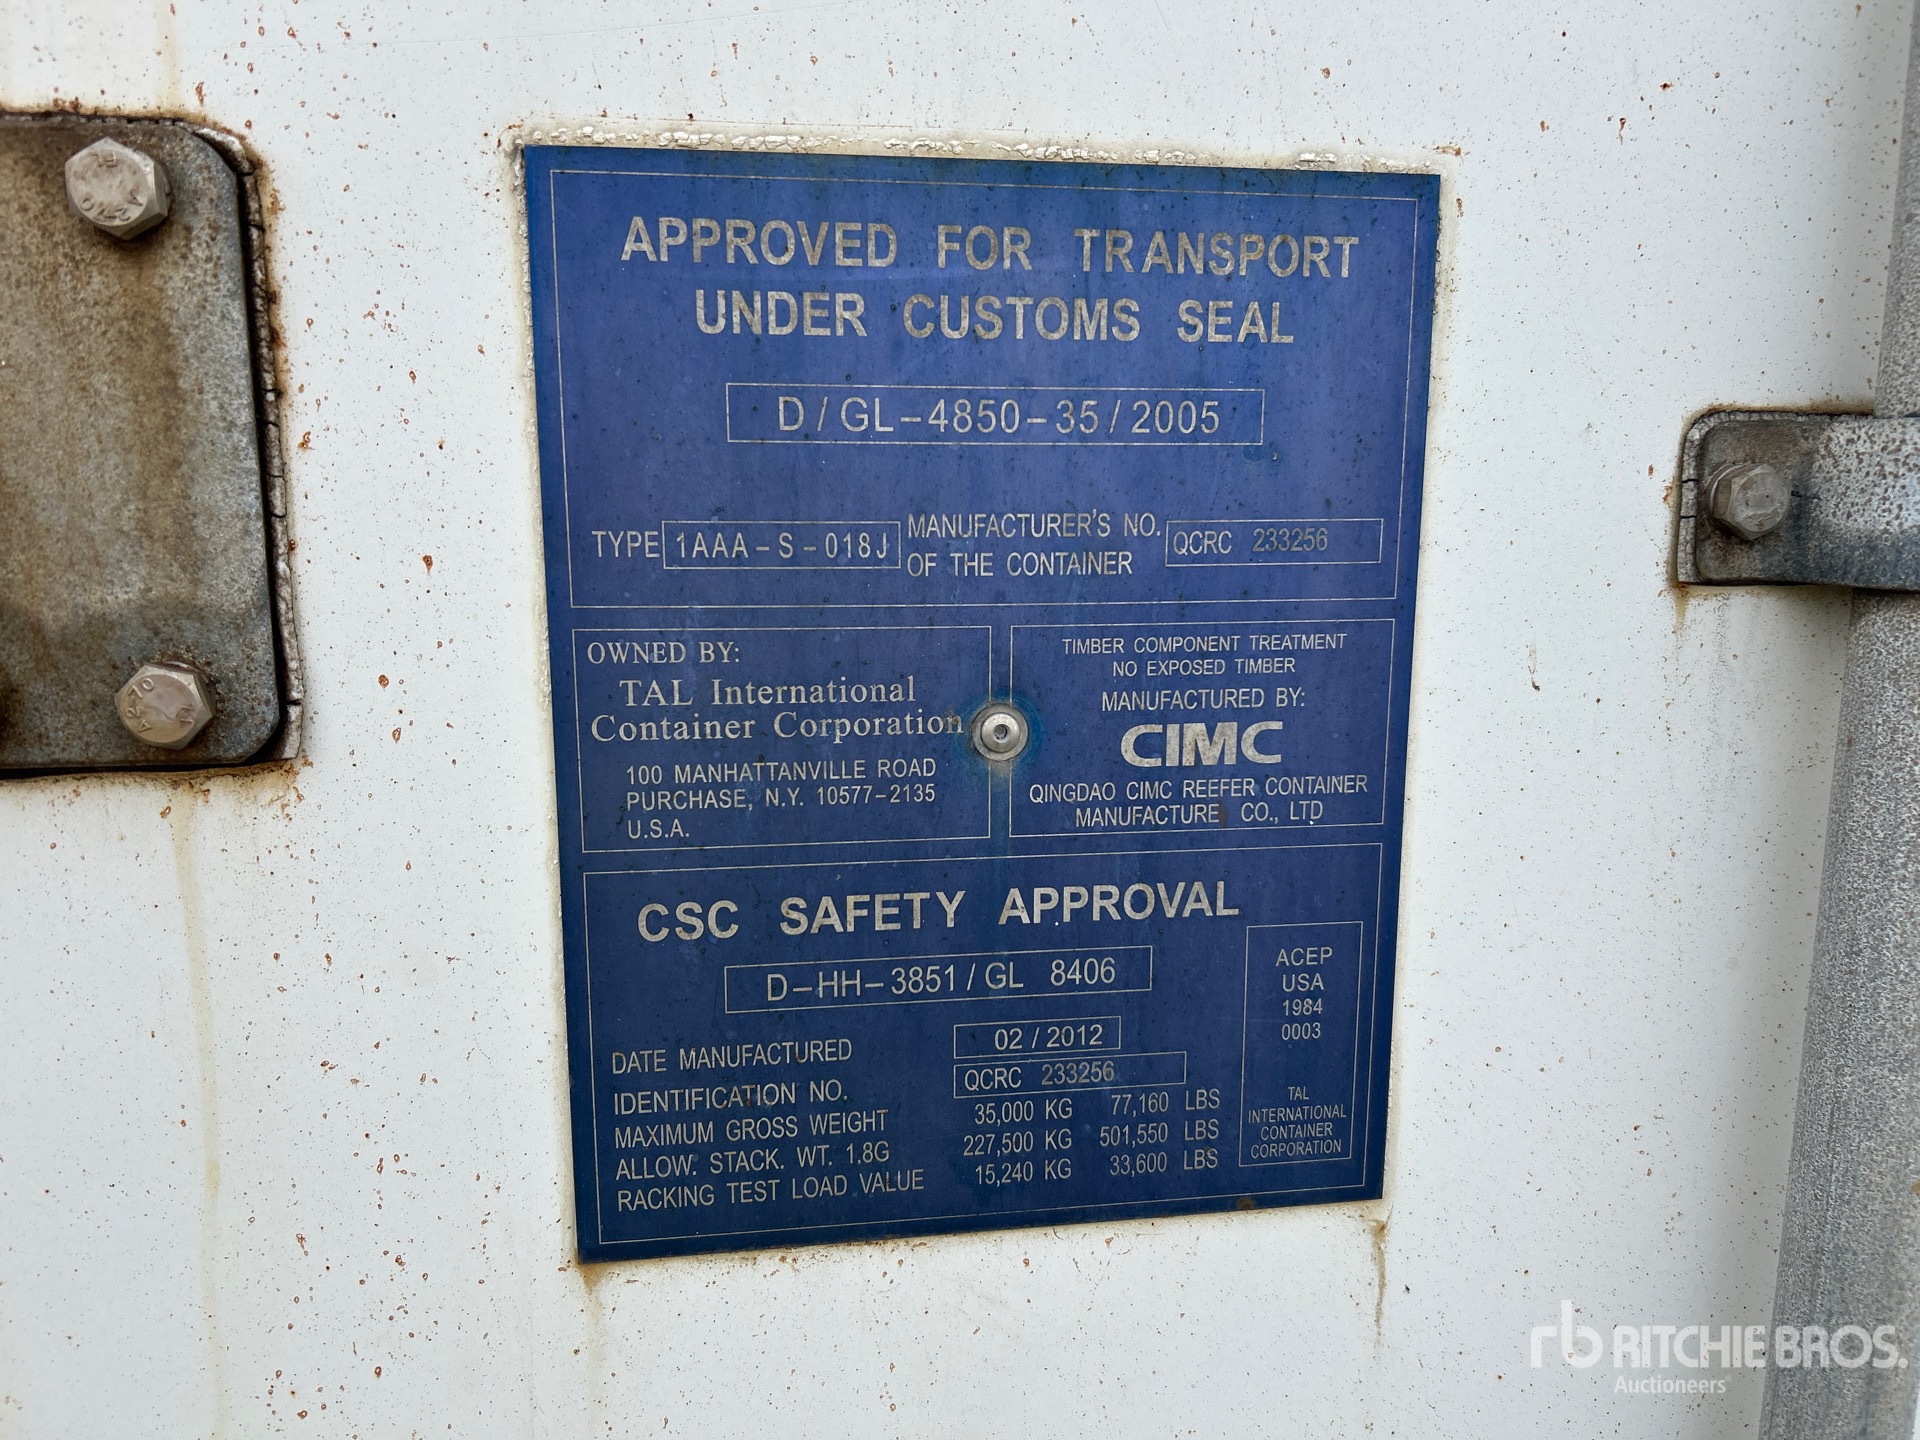 APPROVED FOR TRANSPORT
UNDER CUSTOMS SEAL
D/GL-4850-35/2005
TYPE 1AAA-S-018J MANUFACTURER'S NO. OF THE CONTAINER QCRC 233256
OWNED BY:
TAL International
Container Corporation
100 MANHATTANVILLE ROAD
PURCHASE, N.Y. 10577-2135
U.S.A.
TIMBER COMPONENT TREATMENT
NO EXPOSED TIMBER
MANUFACTURED BY:
CIMC
QINGDAO CIMC REEFER CONTAINER
MANUFACTURE CO., LTD
CSC SAFETY APPROVAL
D-HH-3851/GL 8406
DATE MANUFACTURED 02/2012
IDENTIFICATION NO. QCRC 233256
MAXIMUM GROSS WEIGHT 35,000 KG 77,160 LBS
ALLOW. STACK. WT. 1.8G 227,500 KG 501,550 LBS
RACKING TEST LOAD VALUE 15,240 KG 33,600 LBS
ACEP
USA
1984
0003
TAL
INTERNATIONAL
CONTAINER
CORPORATION
A2-70
A2-70
rb RITCHIE BROS.
Auctioneers